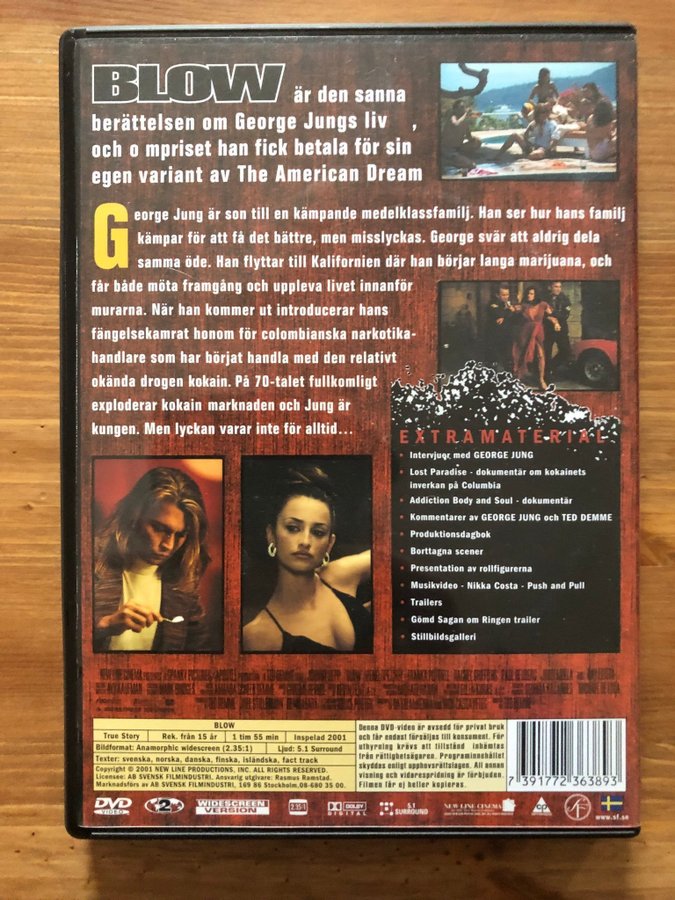 BLOW är den sanna
berättelsen om George Jungs liv ,
och o mpriset han fick betala för sin
egen variant av The American Dream
George Jung är son till en kämpande medelklassfamilj. Han ser hur hans familj
kämpar för att få det bättre, men misslyckas. George svär att aldrig dela
samma öde. Han flyttar till Kalifornien där han börjar langa marijuana, och
får både möta framgång och uppleva livet innanför
murarna. När han kommer ut introducerar hans
fängelsekamrat honom för colombianska narkotika-
handlare som har börjat handla med den relativt
okända drogen kokain. På 70-talet fullkomligt
exploderar kokain marknaden och Jung är
kungen. Men lyckan varar inte för alltid...
EXTRAMATERIAL
• Intervjuer med GEORGE JUNG
• Lost Paradise - dokumentär om kokainets
inverkan på Columbia
• Addiction Body and Soul - dokumentär
• Kommentarer av GEORGE JUNG och TED DEMME
• Produktionsdagbok
• Borttagna scener
• Presentation av rollfigurerna
• Musikvideo - Nikka Costa - Push and Pull
• Trailers
• Gömd Sagan om Ringen trailer
• Stillbildsgalleri
BLOW
True Story Rek. från 15 år 1 tim 55 min Inspelad 2001
Bildformat: Anamorphic widescreen (2.35:1) Ljud: 5.1 Surround
Texter: svenska, norska, danska, finska, isländska, fact track
Copyright © 2001 NEW LINE PRODUCTIONS, INC. ALL RIGHTS RESERVED.
Licensee: AB SVENSK FILMINDUSTRI. Ansvarig utgivare: Rasmus Ramstad.
Marknadsförs av AB SVENSK FILMINDUSTRI, 169 86 Stockholm,08-680 35 00.
Denna DVD-video är avsedd för privat bruk
och får endast försäljas till konsument. För
uthyrning krävs att tillstånd inhämtas
från rättighetsägaren. Programinnehållet
skyddas enligt upphovsrättslagen. All annan
visning och vidarespridning är förbjuden.
Filmen får ej heller kopieras.
7 391772 363893
DVD VIDEO
2
WIDESCREEN VERSION
2.35:1
DOLBY DIGITAL
5.1 SURROUND
NEW LINE CINEMA
SF
www.sf.se